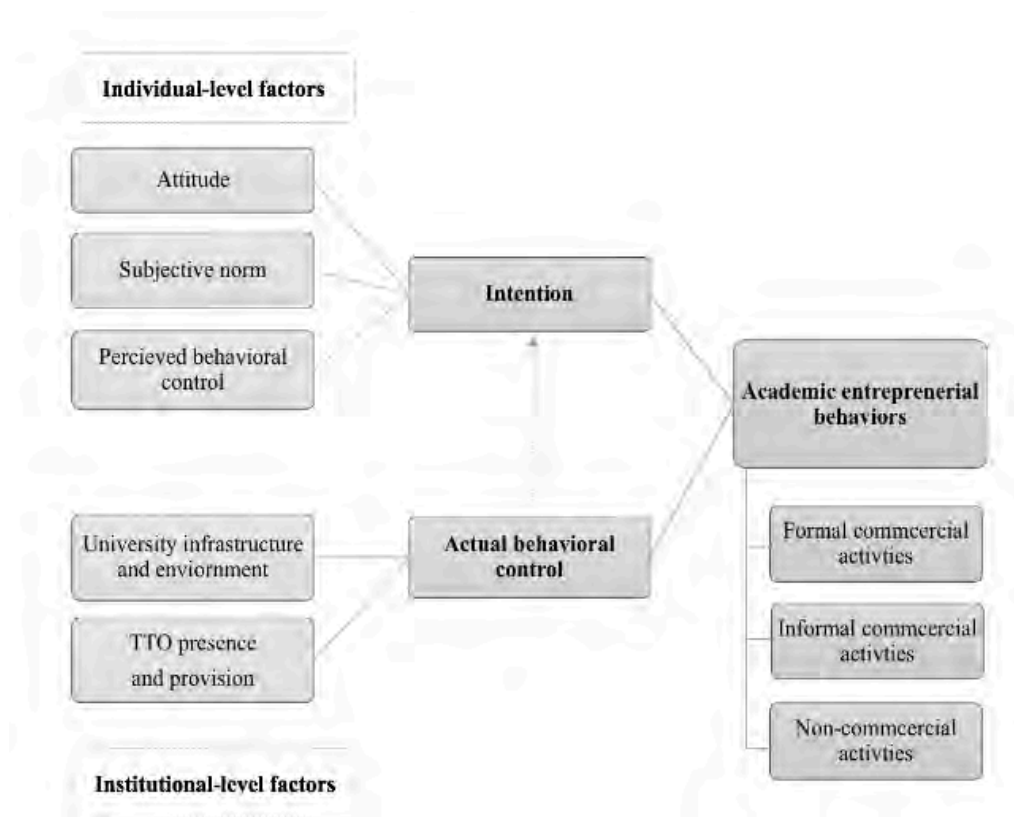 Individual-level factors
Attitude
Subjective norm
Percieved behavioral
control
Intention
Academic entreprenerial
behaviors
University infrastructure
and enviornment
TTO presence
and provision
Actual behavioral
control
Formal commcercial
activties
Informal commcercial
activties
Non-commcercial
activties
Institutional-level factors